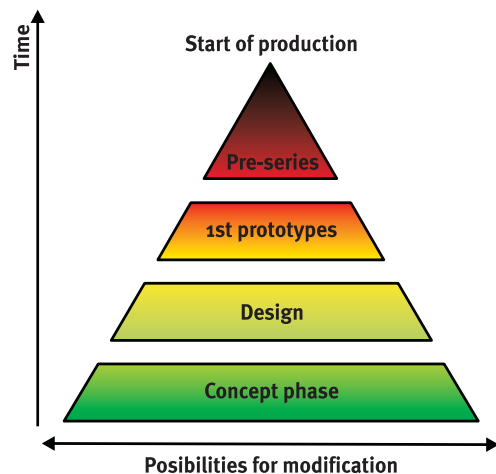 Time
Start of production
Pre-series
1st prototypes
Design
Concept phase
Posibilities for modification